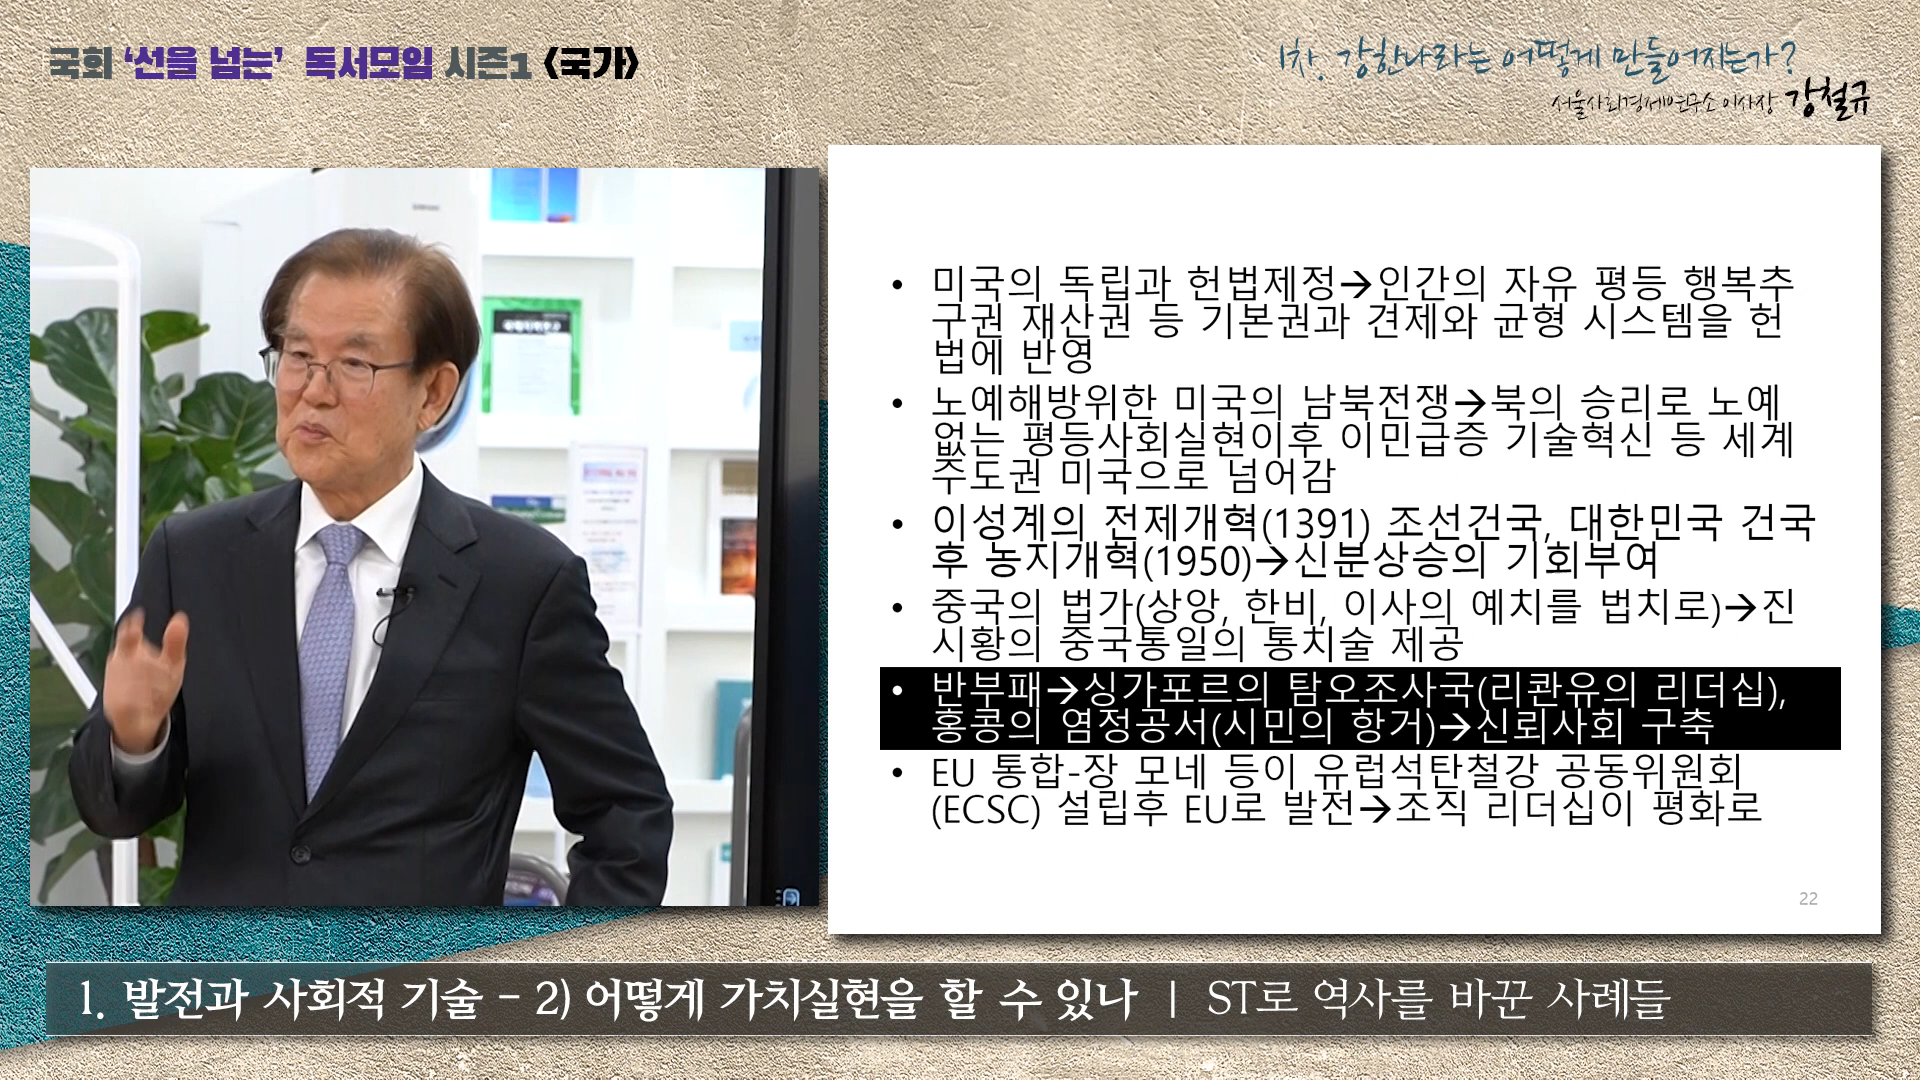 국회 '선을 넘는' 독서모임 시즌1 <국가>
1차. 강한나라는 어떻게 만들어지는가?
서울사회경제연구소 이사장 강철규
• 미국의 독립과 헌법제정→인간의 자유 평등 행복추
구권 재산권 등 기본권과 견제와 균형 시스템을 헌
법에 반영
• 노예해방위한 미국의 남북전쟁→북의 승리로 노예
없는 평등사회실현이후 이민급증 기술혁신 등 세계
주도권 미국으로 넘어감
• 이성계의 전제개혁(1391) 조선건국, 대한민국 건국
후 농지개혁(1950)→신분상승의 기회부여
• 중국의 법가(상앙, 한비, 이사의 예치를 법치로)→진
시황의 중국통일의 통치술 제공
• 반부패→싱가포르의 탐오조사국(리콴유의 리더십),
홍콩의 염정공서(시민의 항거)→신뢰사회 구축
• EU 통합-장 모네 등이 유럽석탄철강 공동위원회
(ECSC) 설립후 EU로 발전→조직 리더십이 평화로
22
1. 발전과 사회적 기술 - 2) 어떻게 가치실현을 할 수 있나 | ST로 역사를 바꾼 사례들